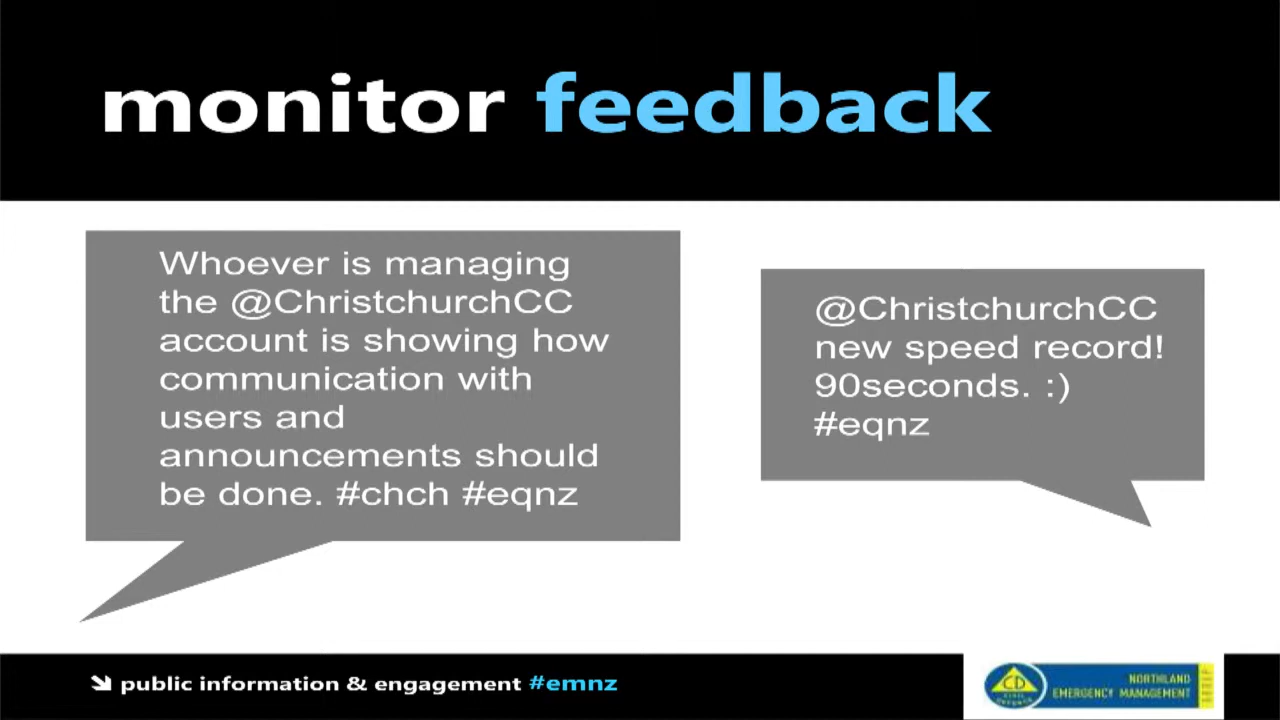 monitor feedback
Whoever is managing
the @ChristchurchCC
account is showing how
communication with
users and
announcements should
be done. #chch #eqnz
@ChristchurchCC
new speed record!
90seconds. :)
#eqnz
public information & engagement #emnz
CD
NORTHLAND
EMERGENCY MANAGEMENT